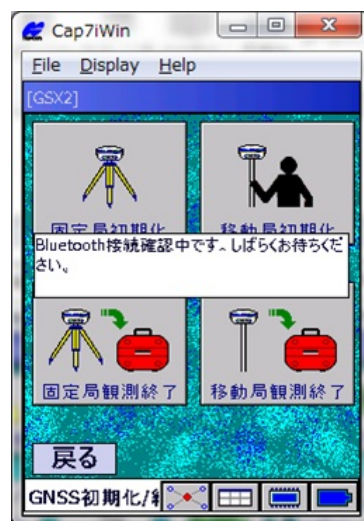 Cap7iWin
File Display Help
[GSX2]
固定局初期化 移動局初期化
Bluetooth接続確認中です。しばらくお待ちくだ
さい。
固定局観測終了 移動局観測終了
戻る
GNSS初期化/